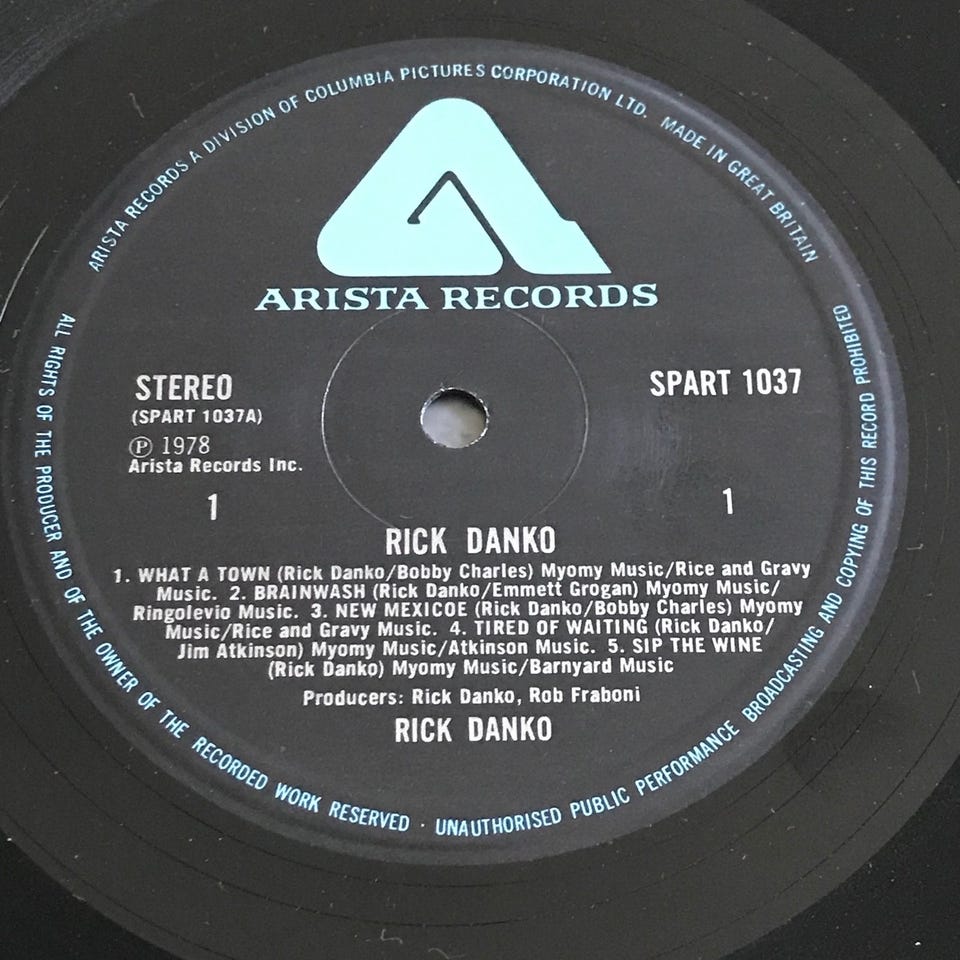 ARISTA RECORDS A DIVISION OF COLUMBIA PICTURES CORPORATION LTD. MADE IN GREAT BRITAIN
ARISTA RECORDS
STEREO
SPART 1037
(SPART 1037A)
℗ 1978
Arista Records Inc.
1
1
RICK DANKO
1. WHAT A TOWN (Rick Danko/Bobby Charles) Myomy Music/Rice and Gravy
Music. 2. BRAINWASH (Rick Danko/Emmett Grogan) Myomy Music/
Ringolevio Music. 3. NEW MEXICOE (Rick Danko/Bobby Charles) Myomy
Music/Rice and Gravy Music. 4. TIRED OF WAITING (Rick Danko/
Jim Atkinson) Myomy Music/Atkinson Music. 5. SIP THE WINE
(Rick Danko) Myomy Music/Barnyard Music
Producers: Rick Danko, Rob Fraboni
RICK DANKO
ALL RIGHTS OF THE PRODUCER AND OF THE OWNER OF THE RECORDED WORK RESERVED · UNAUTHORISED PUBLIC PERFORMANCE BROADCASTING AND COPYING OF THIS RECORD PROHIBITED